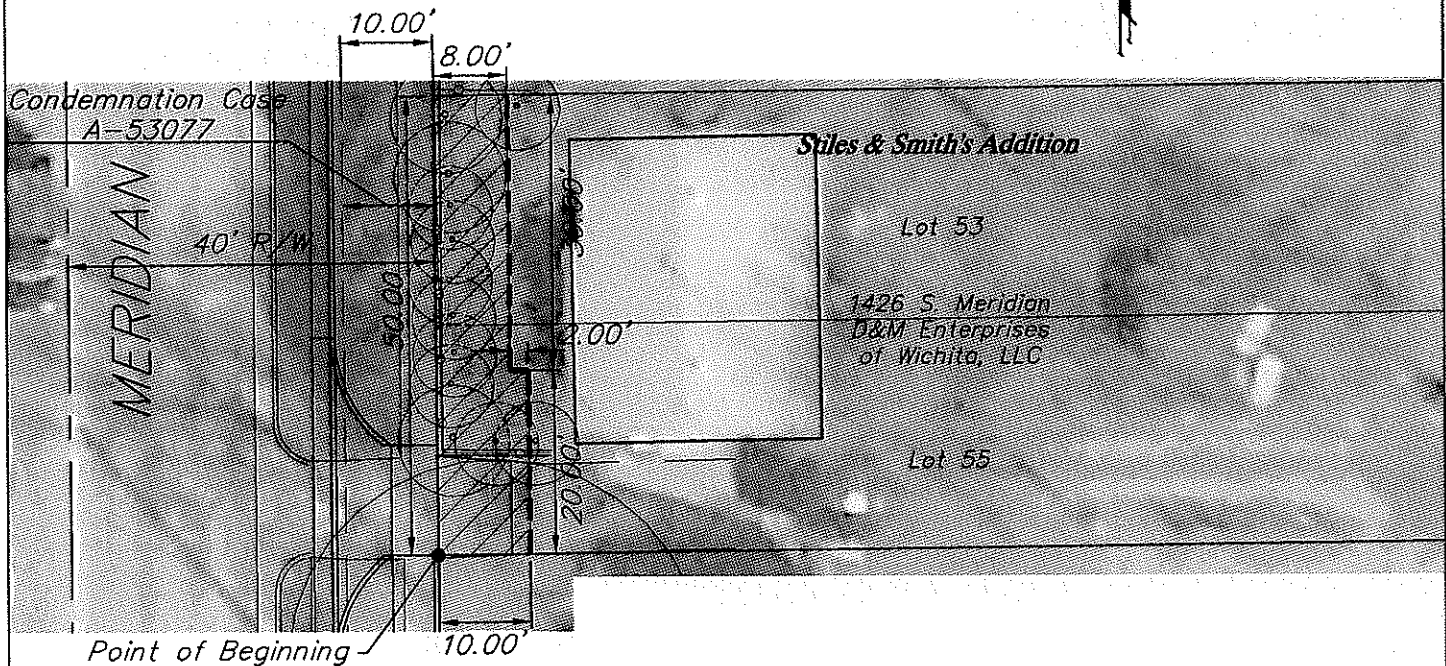 10.00'
8.00'
Condemnation Case
A-53077
Stiles & Smith's Addition
MERIDIAN
40' R/W
Lot 53
50.00
1426 S. Meridian
D&M Enterprises
of Wichita, LLC
2.00'
Lot 55
20.00'
Point of Beginning
10.00'